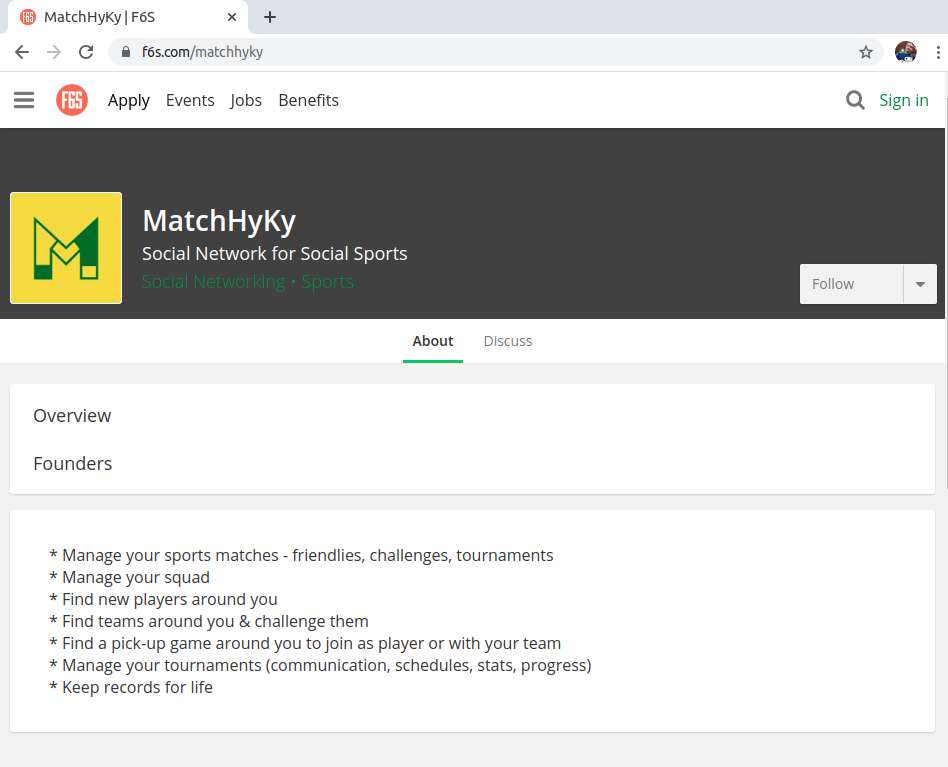 MatchHyKy | F6S
f6s.com/matchhyky
F6S Apply Events Jobs Benefits Sign in
MatchHyKy
Social Network for Social Sports
Social Networking • Sports
Follow
About Discuss
Overview
Founders
* Manage your sports matches - friendlies, challenges, tournaments
* Manage your squad
* Find new players around you
* Find teams around you & challenge them
* Find a pick-up game around you to join as player or with your team
* Manage your tournaments (communication, schedules, stats, progress)
* Keep records for life